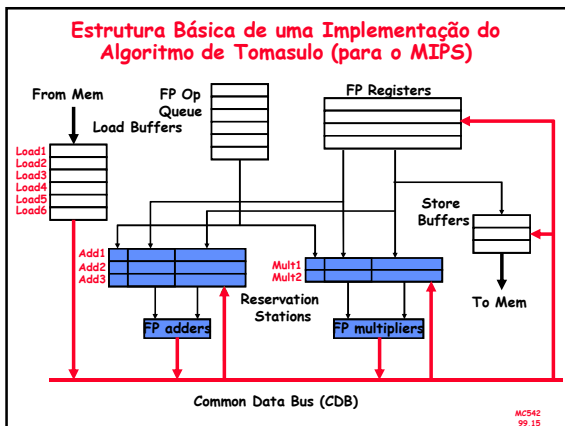 Estrutura Básica de uma Implementação do
Algoritmo de Tomasulo (para o MIPS)
From Mem
FP Op
Queue
FP Registers
Load Buffers
Load1
Load2
Load3
Load4
Load5
Load6
Store
Buffers
Add1
Add2
Add3
Mult1
Mult2
Reservation
Stations
To Mem
FP adders
FP multipliers
Common Data Bus (CDB)
MC542
99.15